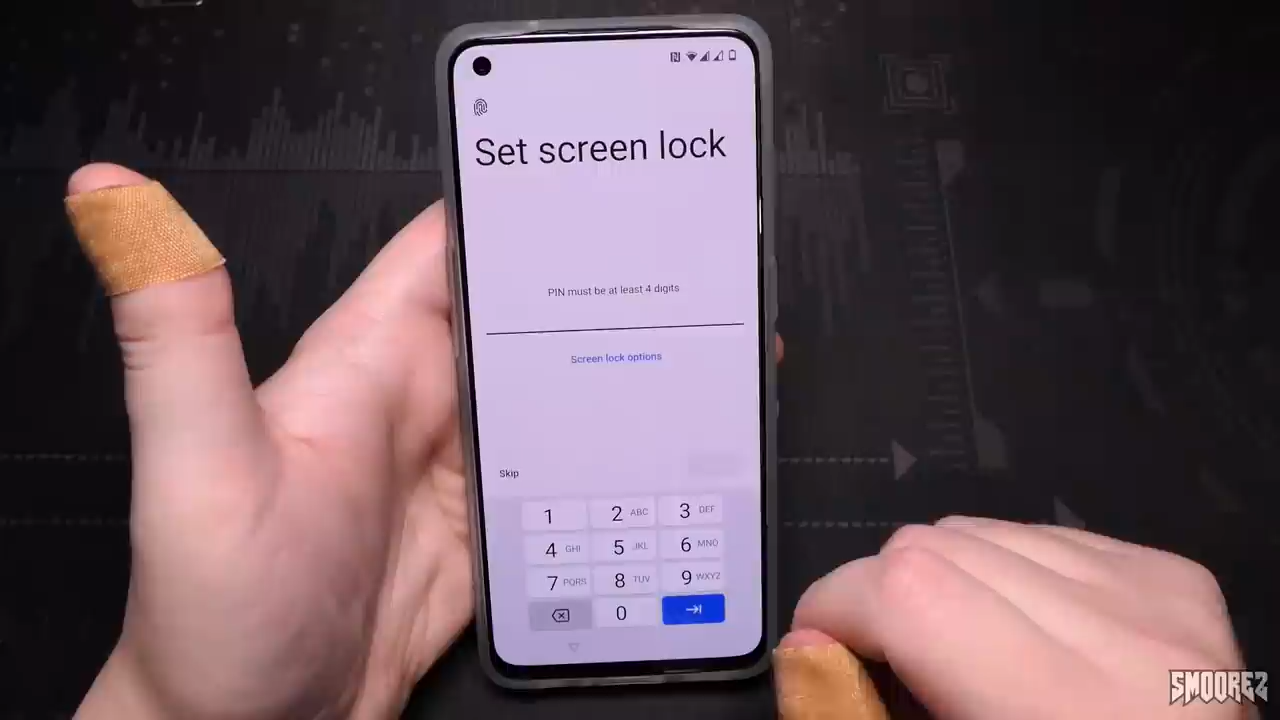 Set screen lock
PIN must be at least 4 digits
Screen lock options
Skip
1 2 ABC 3 DEF
4 GHI 5 JKL 6 MNO
7 PQRS 8 TUV 9 WXYZ
0
SMOOREZ